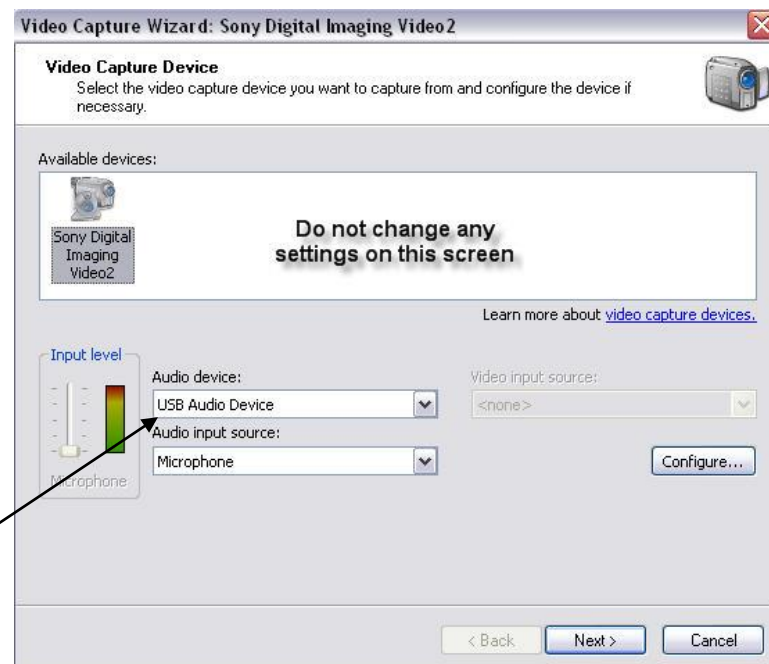 Video Capture Wizard: Sony Digital Imaging Video2
Video Capture Device
Select the video capture device you want to capture from and configure the device if
necessary.
Available devices:
Sony Digital
Imaging
Video2
Do not change any
settings on this screen
Learn more about video capture devices.
Input level
Audio device:
Video input source:
USB Audio Device
<none>
Audio input source:
Microphone
Configure...
Microphone
< Back
Next >
Cancel